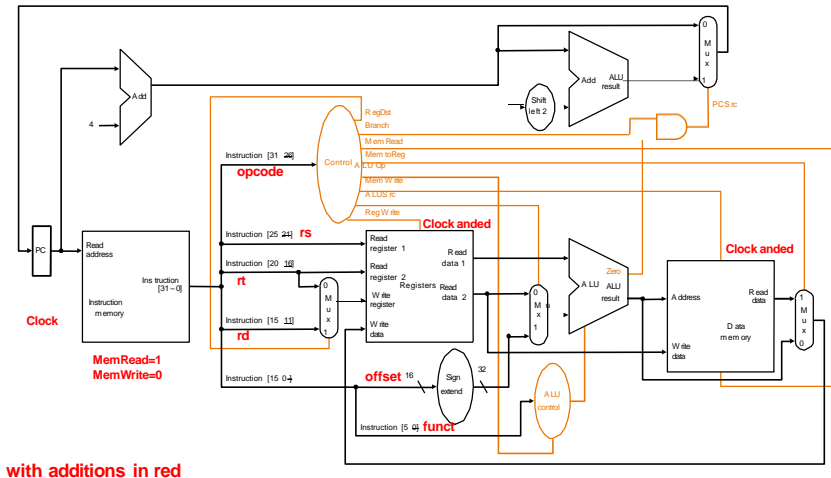 0
M
u
x
1
Add
ALU
result
Add
4
Shift
left 2
PCSrc
RegDst
Branch
MemRead
MemtoReg
ALUOp
MemWrite
ALUSrc
RegWrite
Control
Instruction [31 26]
opcode
Instruction [25 21] rs
Clock anded
Clock anded
PC
Read
address
Instruction
[31–0]
Instruction
memory
Clock
MemRead=1
MemWrite=0
Instruction [20 16]
rt
Instruction [15 11]
rd
0
M
u
x
1
Read
register 1
Read
register 2
Registers
Write
register
Write
data
Read
data 1
Read
data 2
0
M
u
x
1
Zero
ALU
ALU
result
Address
Read
data
Data
memory
Write
data
1
M
u
x
0
Instruction [15 0]
offset
16
Sign
extend
32
ALU
control
Instruction [5 0] funct
with additions in red